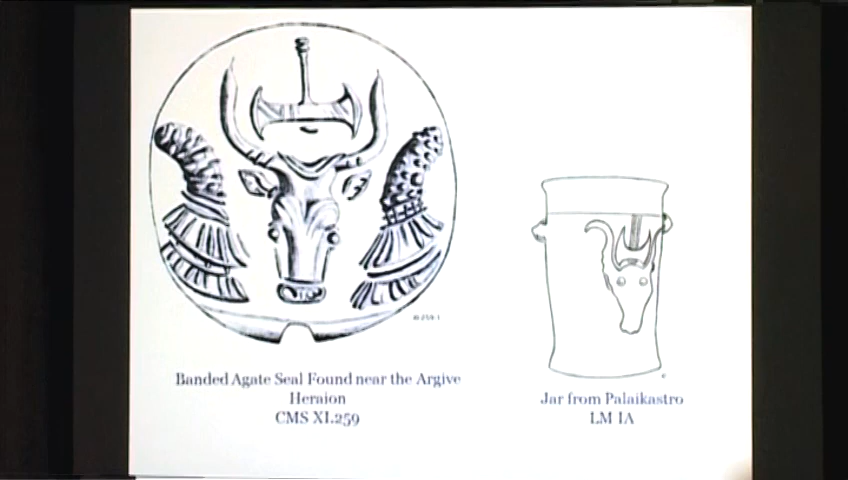 Banded Agate Seal Found near the Argive
Heraion
CMS XI.259
Jar from Palaikastro
LM IA